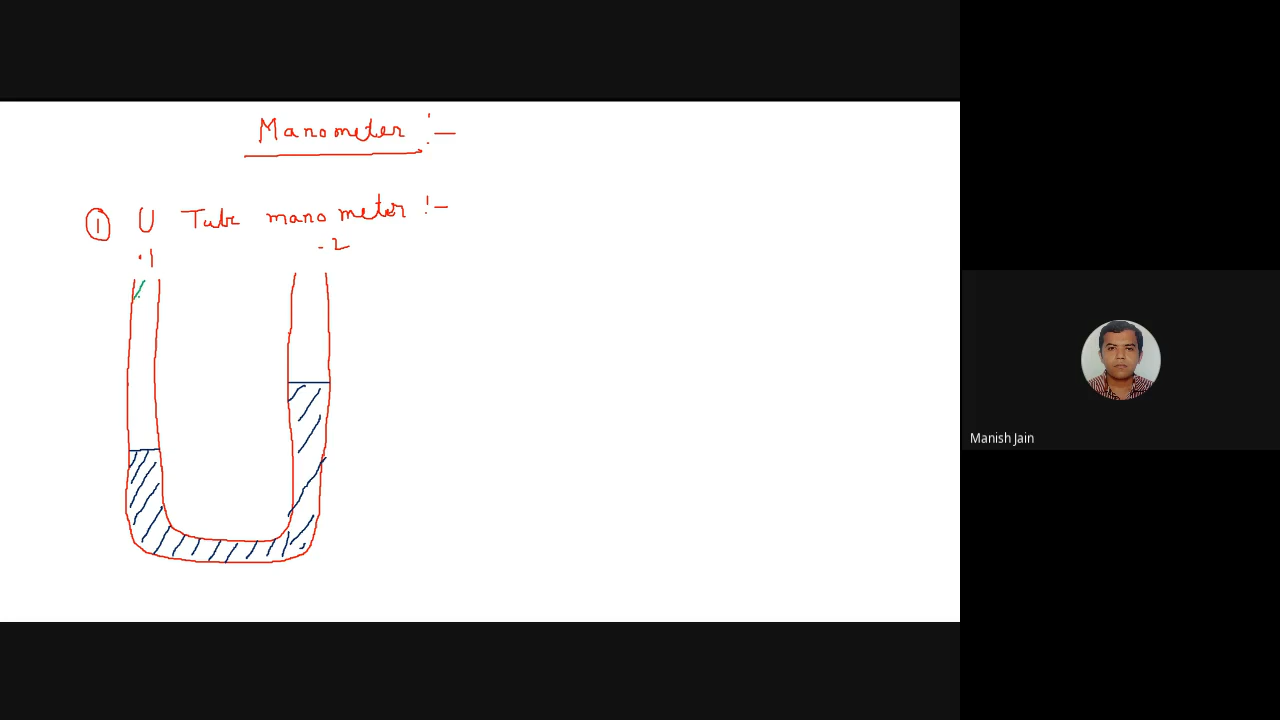 Manometer :-
① U Tube manometer :-
.1
.2
Manish Jain